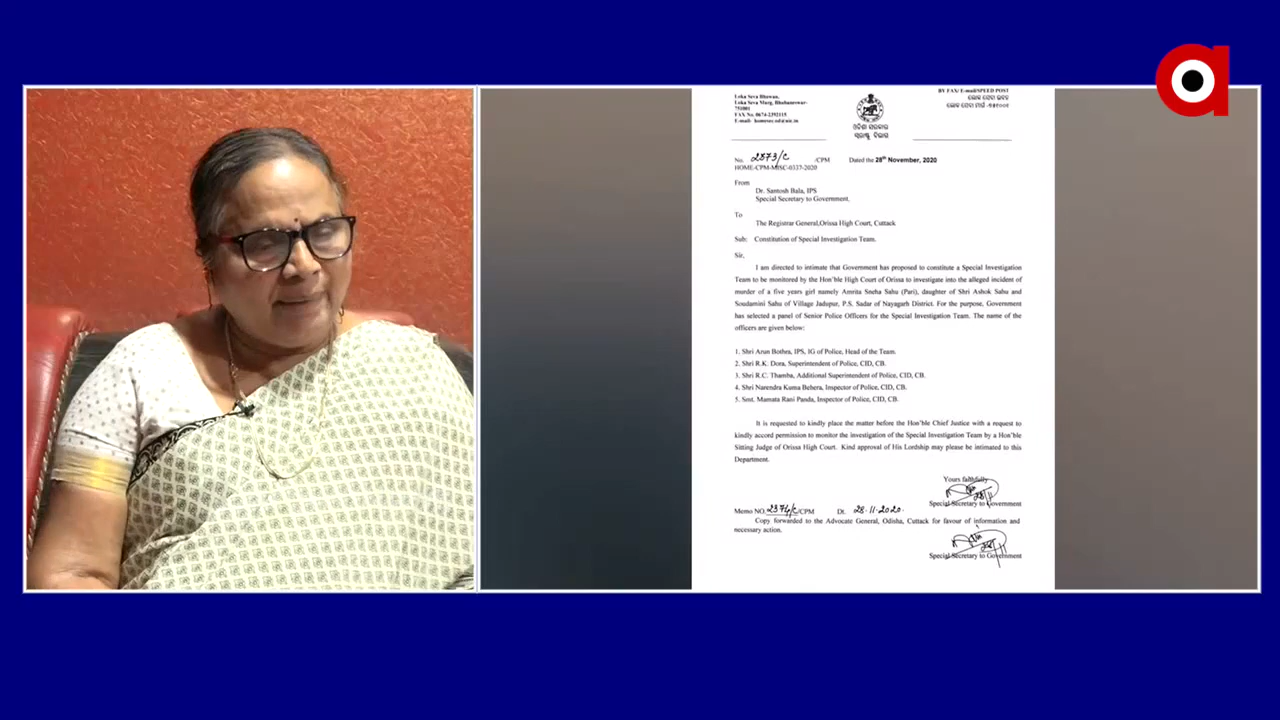 Loka Seva Bhawan,
Loka Seva Marg, Bhubaneswar-
751001
FAX No. 0674-2392115
E-mail- homesec.od@nic.in
ଓଡ଼ିଶା ସରକାର
ସ୍ୱରାଷ୍ଟ୍ର ବିଭାଗ
BY FAX/ E-mail/SPEED POST
ଲୋକ ସେବା ଭବନ
ଲୋକ ସେବା ମାର୍ଗ -୭୫୧୦୦୧
No. 2373/C /CPM Dated the 28th November, 2020
HOME-CPM-MISC-0337-2020
From
Dr. Santosh Bala, IPS
Special Secretary to Government.
To
The Registrar General,Orissa High Court, Cuttack
Sub: Constitution of Special Investigation Team.
Sir,
I am directed to intimate that Government has proposed to constitute a Special Investigation
Team to be monitored by the Hon'ble High Court of Orissa to investigate into the alleged incident of
murder of a five years girl namely Amrita Sneha Sahu (Pari), daughter of Shri Ashok Sahu and
Soudamini Sahu of Village Jadupur, P.S. Sadar of Nayagarh District. For the purpose, Government
has selected a panel of Senior Police Officers for the Special Investigation Team. The name of the
officers are given below:
1. Shri Arun Bothra, IPS, IG of Police, Head of the Team.
2. Shri R.K. Dora, Superintendent of Police, CID, CB.
3. Shri R.C. Thamba, Additional Superintendent of Police, CID, CB.
4. Shri Narendra Kuma Behera, Inspector of Police, CID, CB.
5. Smt. Mamata Rani Panda, Inspector of Police, CID, CB.
It is requested to kindly place the matter before the Hon'ble Chief Justice with a request to
kindly accord permission to monitor the investigation of the Special Investigation Team by a Hon'ble
Sitting Judge of Orissa High Court. Kind approval of His Lordship may please be intimated to this
Department.
Yours faithfully
Special Secretary to Government
Memo NO. 2374/C/CPM Dt. 28.11.2020.
Copy forwarded to the Advocate General, Odisha, Cuttack for favour of information and
necessary action.
Special Secretary to Government